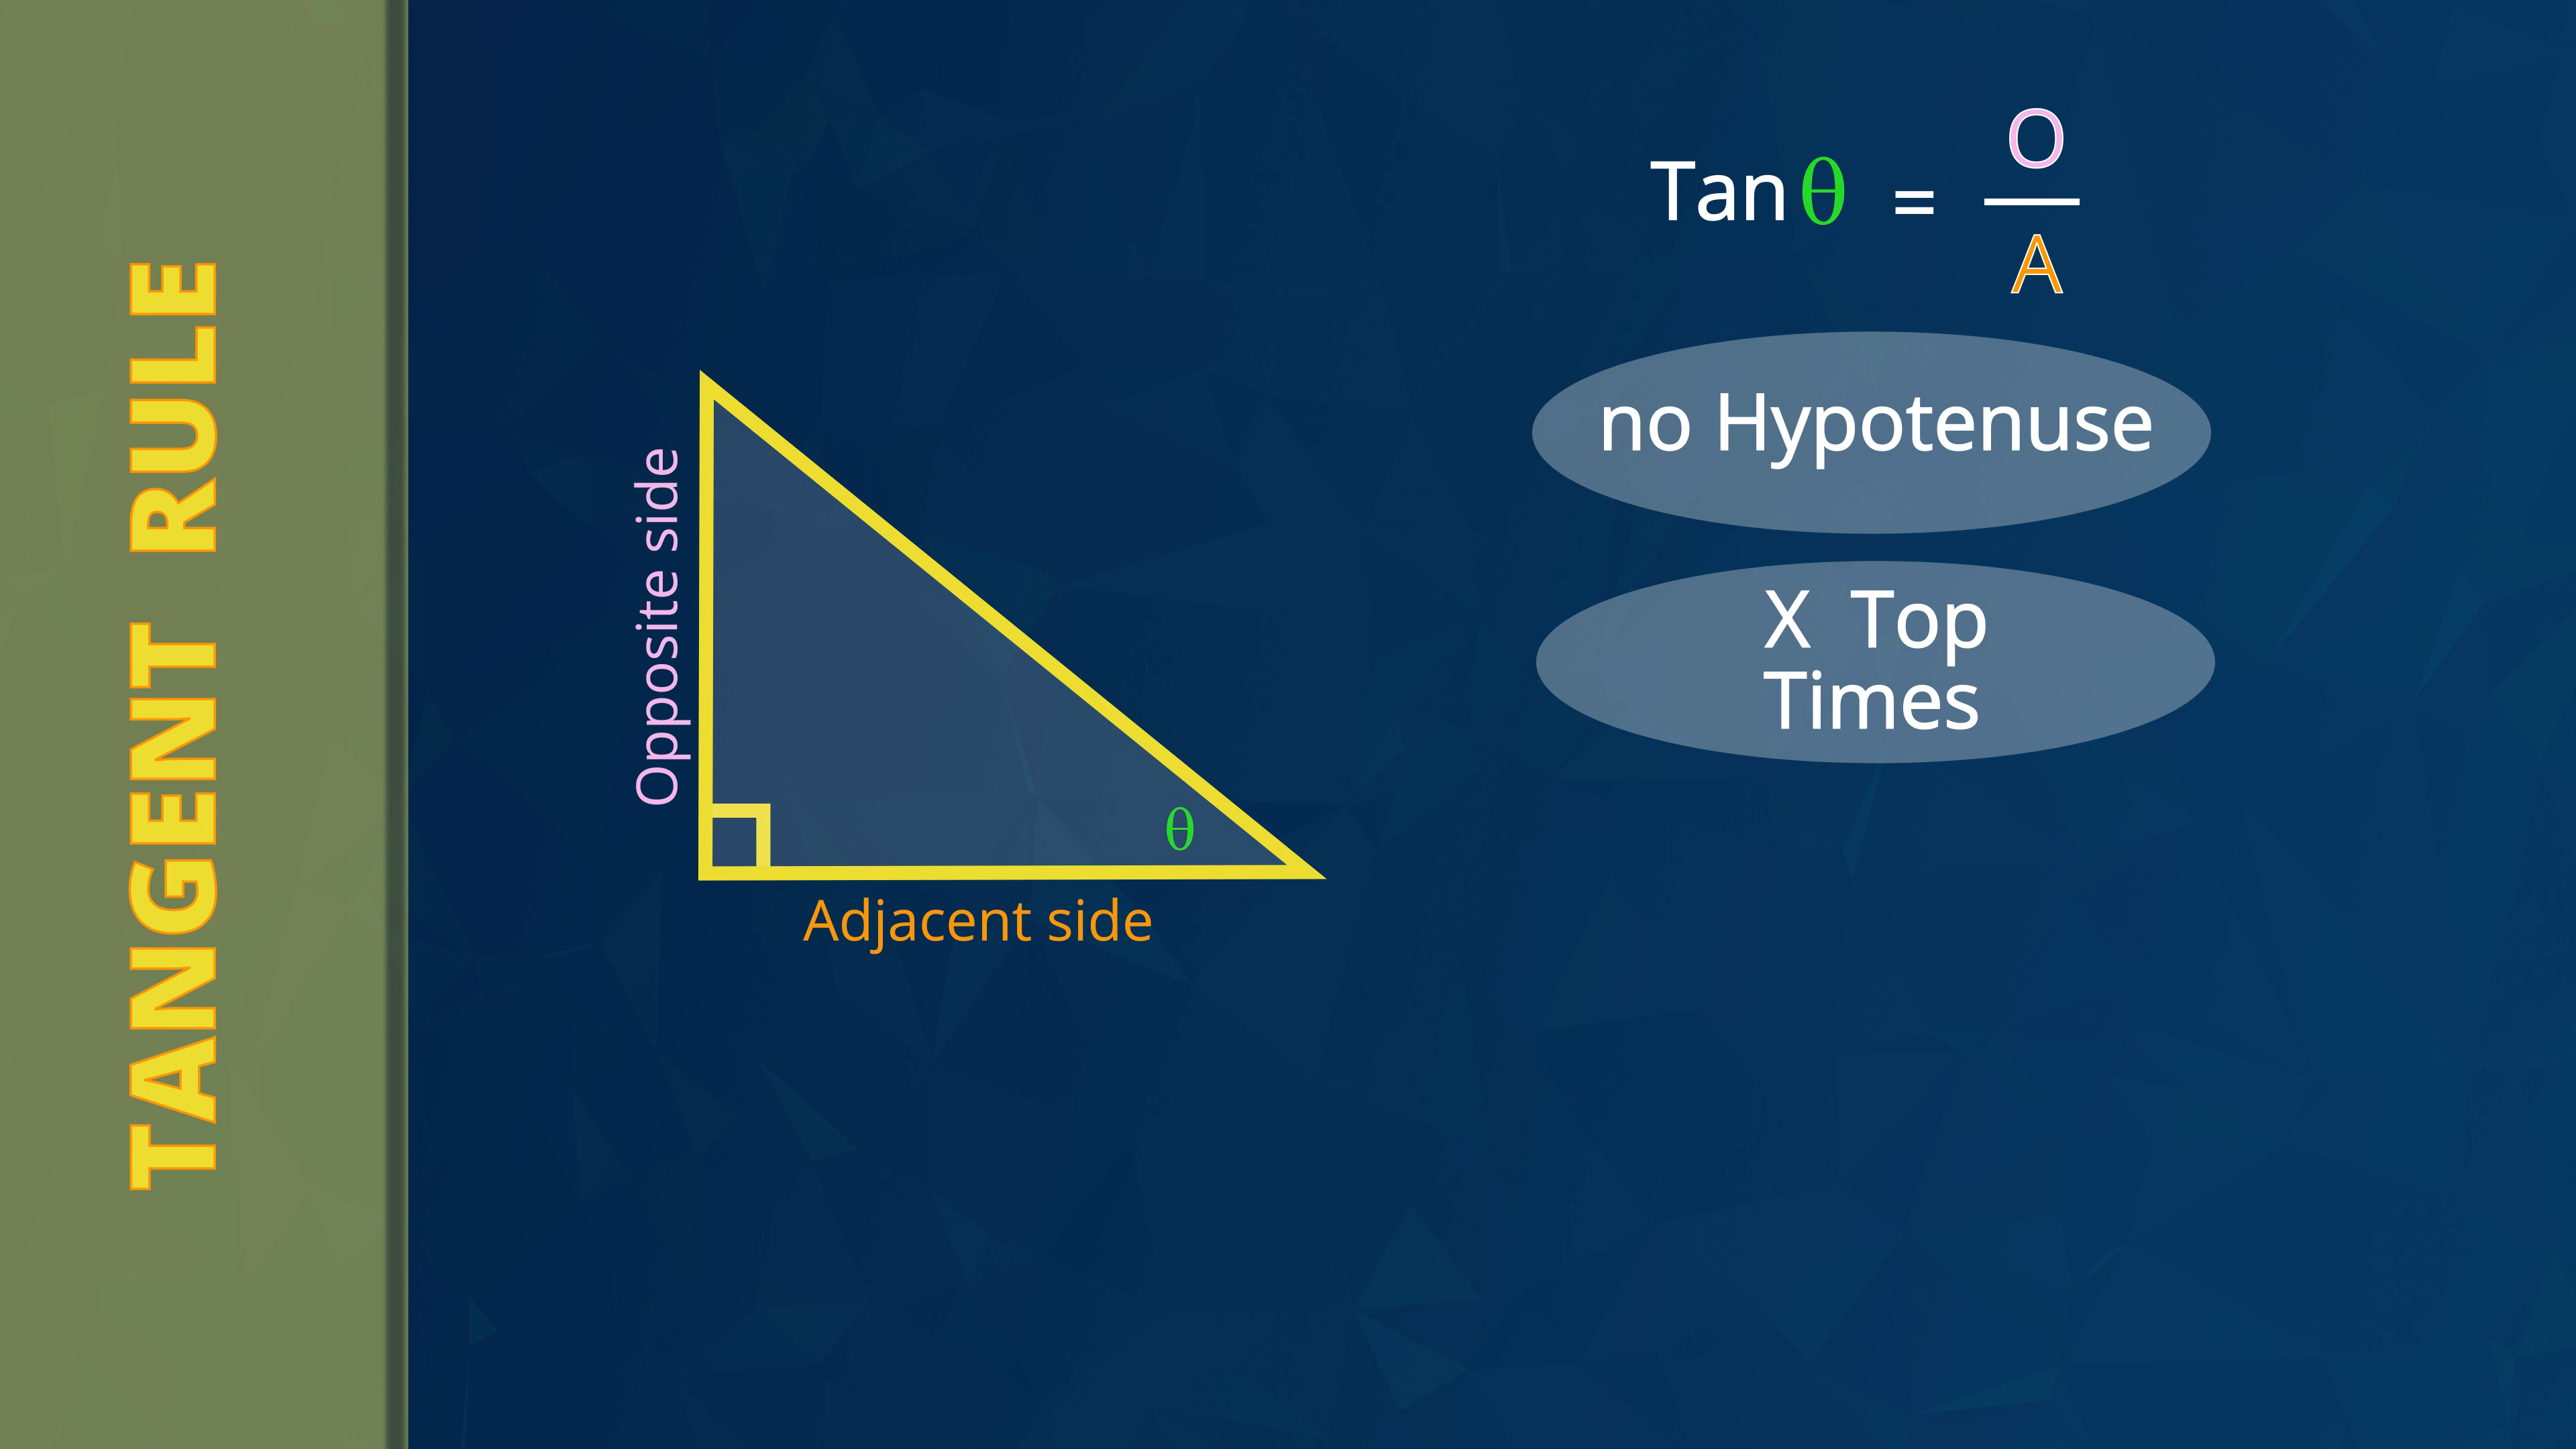 TANGENT RULE
Tan θ = O
A
no Hypotenuse
X Top
Times
Opposite side
θ
Adjacent side